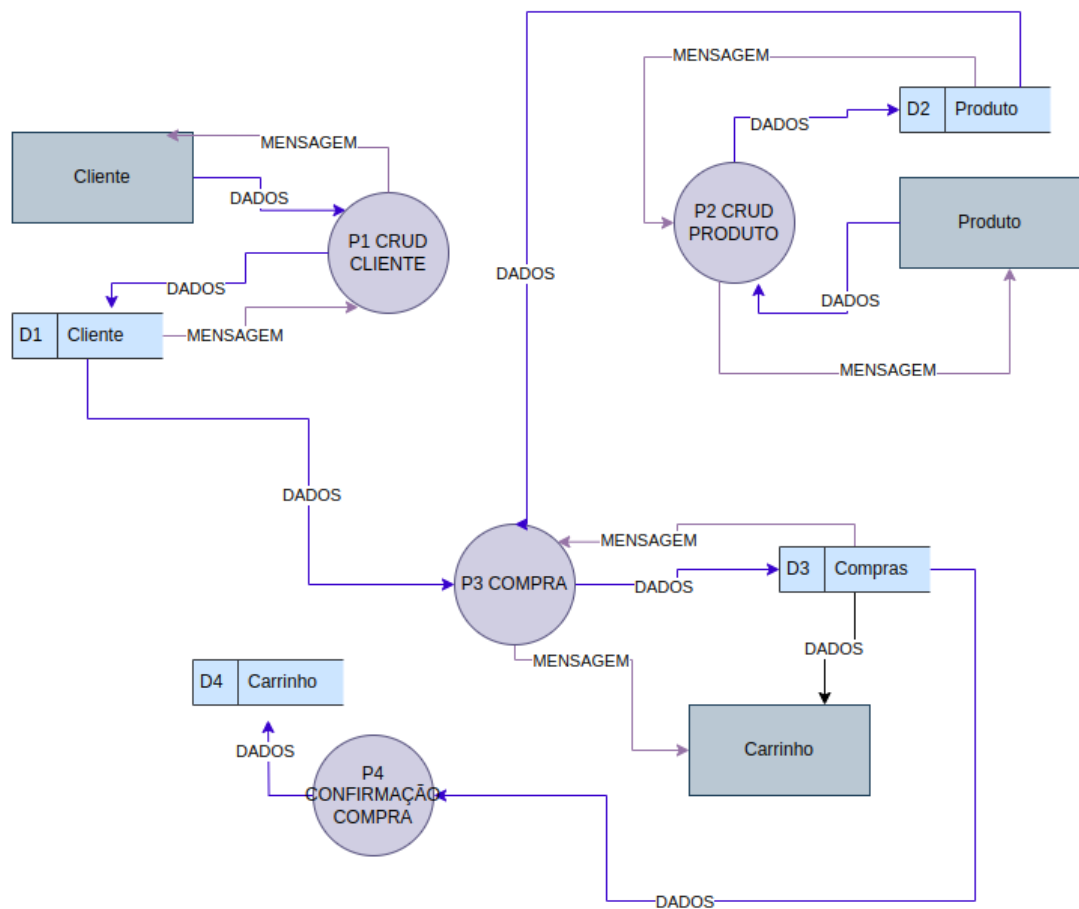 MENSAGEM
D2 Produto
DADOS
MENSAGEM
Cliente
DADOS
P2 CRUD
PRODUTO
Produto
P1 CRUD
CLIENTE
DADOS
DADOS
DADOS
D1 Cliente
MENSAGEM
MENSAGEM
DADOS
MENSAGEM
P3 COMPRA
DADOS
D3 Compras
DADOS
MENSAGEM
D4 Carrinho
DADOS
Carrinho
P4
CONFIRMAÇÃO
COMPRA
DADOS